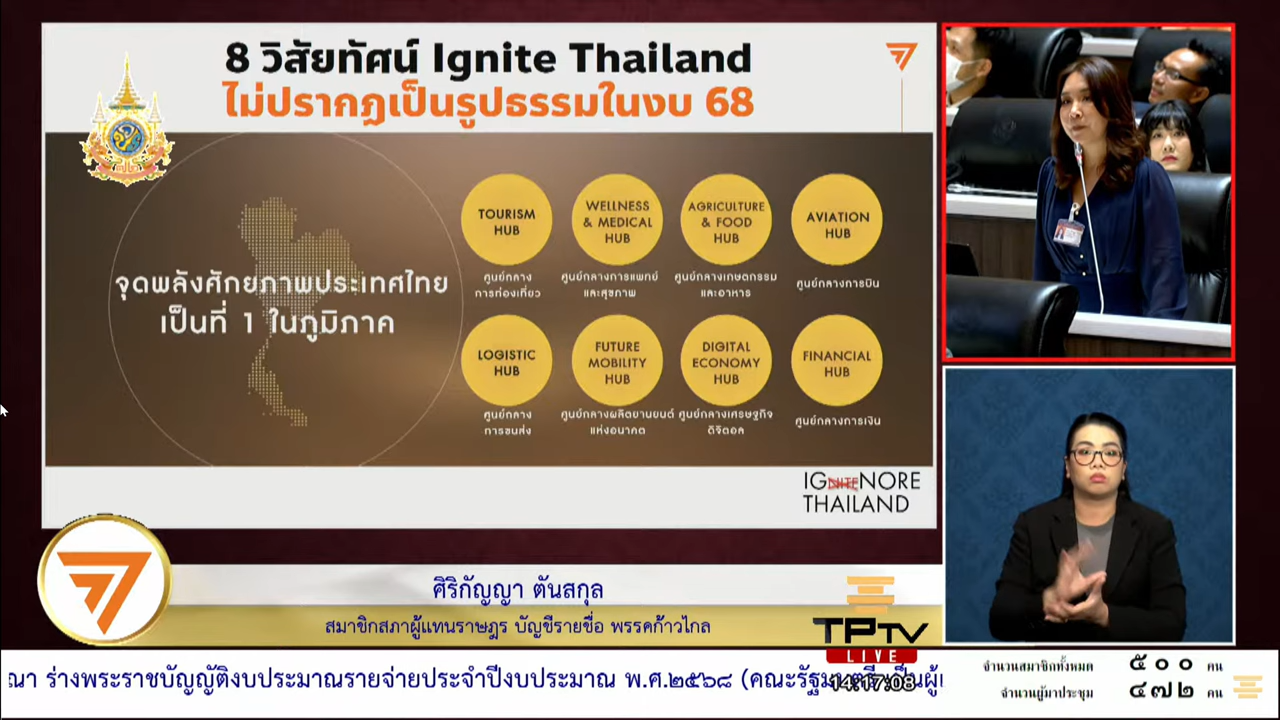 8 วิสัยทัศน์ Ignite Thailand
ไม่ปรากฏเป็นรูปธรรมในงบ 68
จุดพลังศักยภาพประเทศไทย
เป็นที่ 1 ในภูมิภาค
TOURISM
HUB
ศูนย์กลาง
การท่องเที่ยว
WELLNESS
& MEDICAL
HUB
ศูนย์กลางการแพทย์
และสุขภาพ
AGRICULTURE
& FOOD
HUB
ศูนย์กลางเกษตกรรม
และอาหาร
AVIATION
HUB
ศูนย์กลางการบิน
LOGISTIC
HUB
ศูนย์กลาง
การขนส่ง
FUTURE
MOBILITY
HUB
ศูนย์กลางผลิตยานยนต์
แห่งอนาคต
DIGITAL
ECONOMY
HUB
ศูนย์กลางเศรษฐกิจ
ดิจิตอล
FINANCIAL
HUB
ศูนย์กลางการเงิน
IGNITENORE
THAILAND
ศิริกัญญา ตันสกุล
สมาชิกสภาผู้แทนราษฎร บัญชีรายชื่อ พรรคก้าวไกล
TPTV
LIVE
14:17:08
ณา ร่างพระราชบัญญัติงบประมาณรายจ่ายประจำปีงบประมาณ พ.ศ.๒๕๖๘ (คณะรัฐมนตรีเป็นผู้
จำนวนสมาชิกทั้งหมด ๕๐๐ คน
จำนวนผู้มาประชุม ๔๗๒ คน